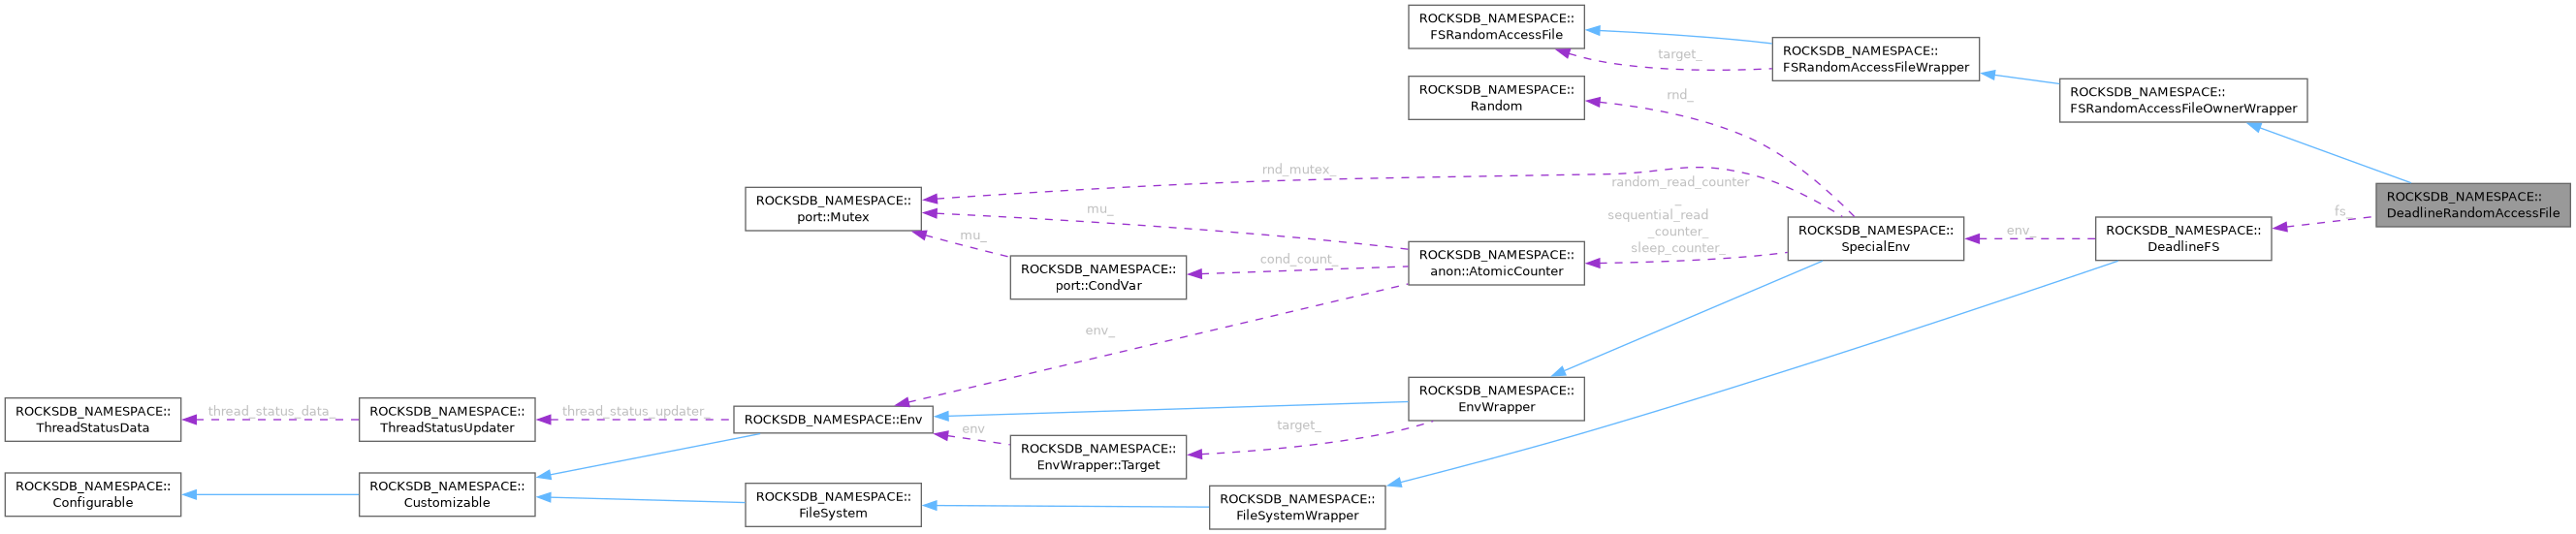 ROCKSDB_NAMESPACE::
FSRandomAccessFile
target_
ROCKSDB_NAMESPACE::
FSRandomAccessFileWrapper
ROCKSDB_NAMESPACE::
Random
rnd_
ROCKSDB_NAMESPACE::
FSRandomAccessFileOwnerWrapper
rnd_mutex_
random_read_counter
_
sequential_read
_counter_
sleep_counter_
ROCKSDB_NAMESPACE::
port::Mutex
mu_
mu_
ROCKSDB_NAMESPACE::
DeadlineRandomAccessFile
fs_
ROCKSDB_NAMESPACE::
DeadlineFS
env_
ROCKSDB_NAMESPACE::
SpecialEnv
ROCKSDB_NAMESPACE::
anon::AtomicCounter
cond_count_
ROCKSDB_NAMESPACE::
port::CondVar
env_
ROCKSDB_NAMESPACE::
ThreadStatusData
thread_status_data_
ROCKSDB_NAMESPACE::
ThreadStatusUpdater
thread_status_updater_
ROCKSDB_NAMESPACE::Env
env
ROCKSDB_NAMESPACE::
EnvWrapper::Target
target_
ROCKSDB_NAMESPACE::
EnvWrapper
ROCKSDB_NAMESPACE::
Configurable
ROCKSDB_NAMESPACE::
Customizable
ROCKSDB_NAMESPACE::
FileSystem
ROCKSDB_NAMESPACE::
FileSystemWrapper